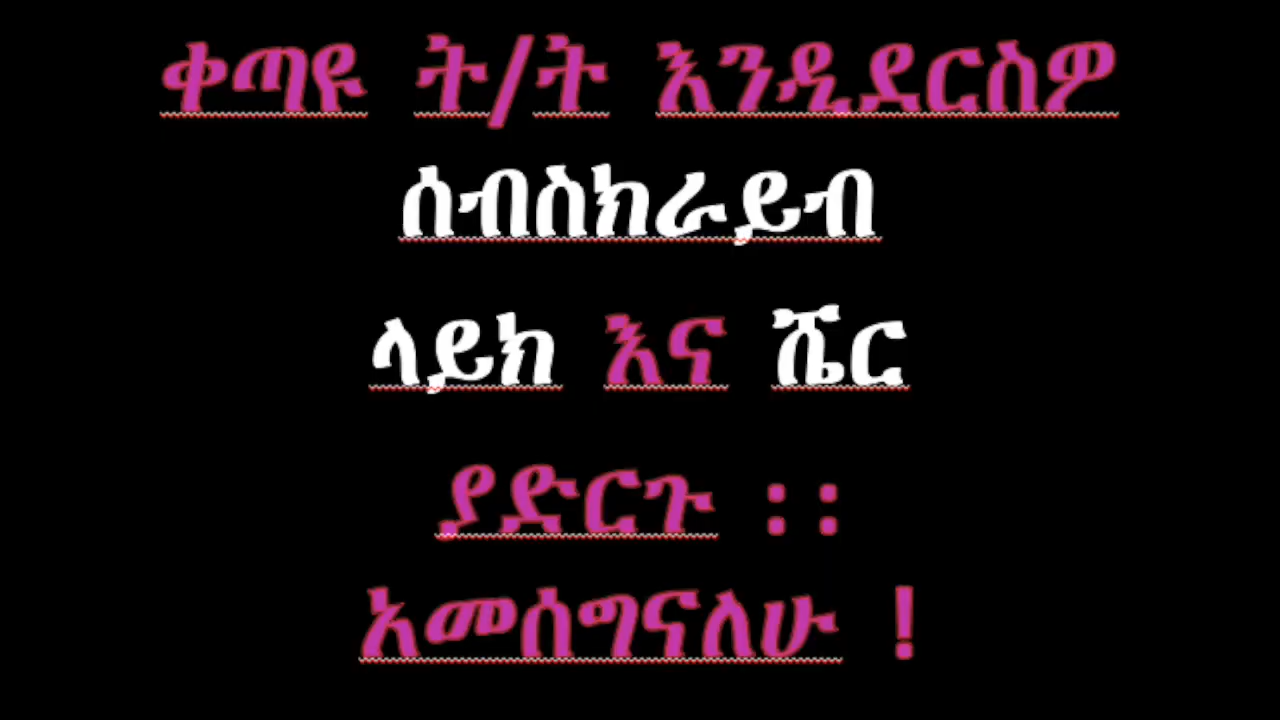 ቀጣዩ ት/ት እንዲደርስዎ
ሰብስክራይብ
ላይክ እና ሼር
ያድርጉ ፡፡
አመሰግናለሁ !